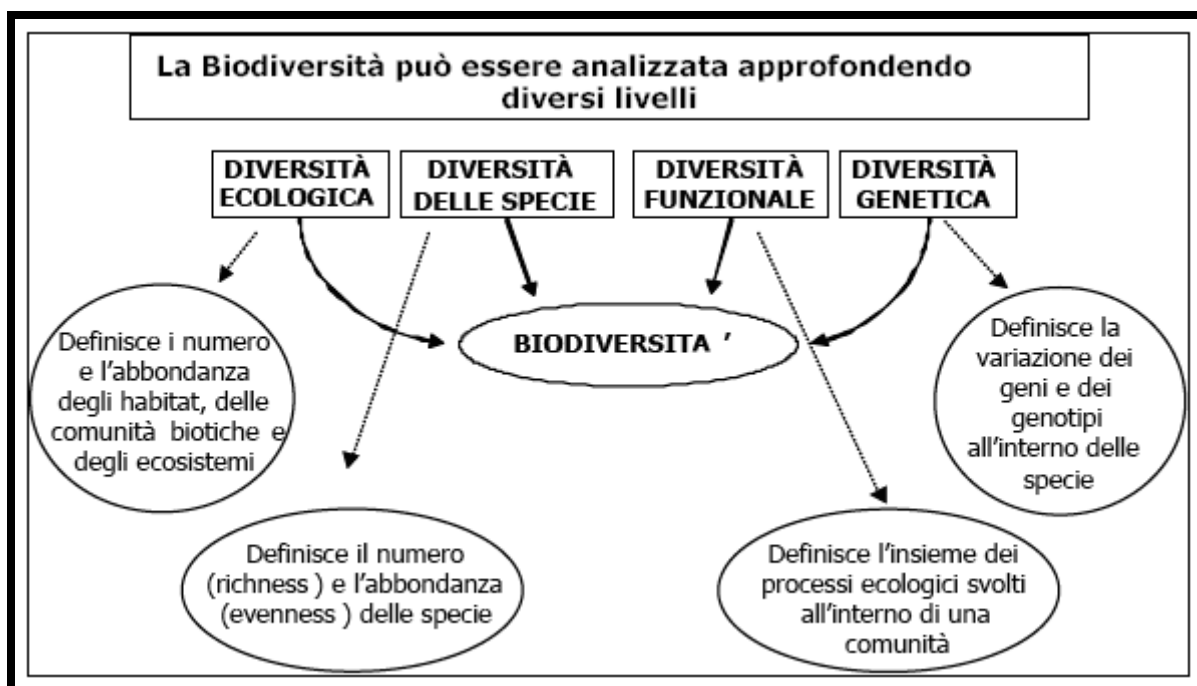 La Biodiversità può essere analizzata approfondendo
diversi livelli
DIVERSITÀ
ECOLOGICA
DIVERSITÀ
DELLE SPECIE
DIVERSITÀ
FUNZIONALE
DIVERSITÀ
GENETICA
BIODIVERSITA ’
Definisce i numero
e l’abbondanza
degli habitat, delle
comunità biotiche e
degli ecosistemi
Definisce il numero
(richness ) e l’abbondanza
(evenness ) delle specie
Definisce l’insieme dei
processi ecologici svolti
all’interno di una
comunità
Definisce la
variazione dei
geni e dei
genotipi
all’interno delle
specie